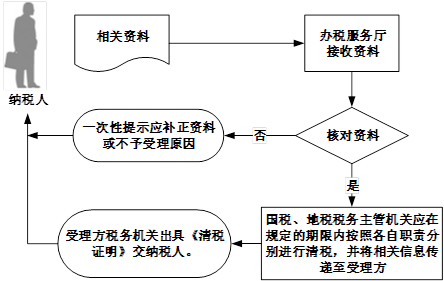 相关资料
办税服务厅
接收资料
纳税人
一次性提示应补正资料
或不予受理原因
否
核对资料
是
受理方税务机关出具《清税
证明》交纳税人。
国税、地税税务主管机关应在
规定的期限内按照各自职责分
别进行清税，并将相关信息传
递至受理方